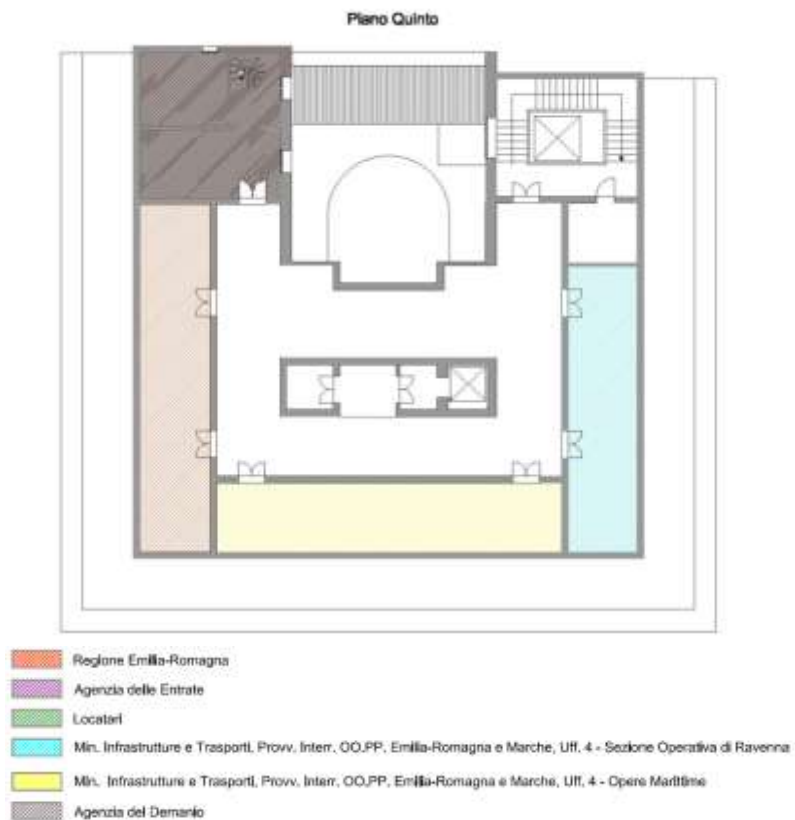 Piano Quinto
Regione Emilia-Romagna
Agenzia delle Entrate
Locatari
Min. Infrastrutture e Trasporti, Provv. Interr. OO.PP. Emilia-Romagna e Marche, Uff. 4 - Sezione Operativa di Ravenna
Min. Infrastrutture e Trasporti, Provv. Interr. OO.PP. Emilia-Romagna e Marche, Uff. 4 - Opere Marittime
Agenzia del Demanio